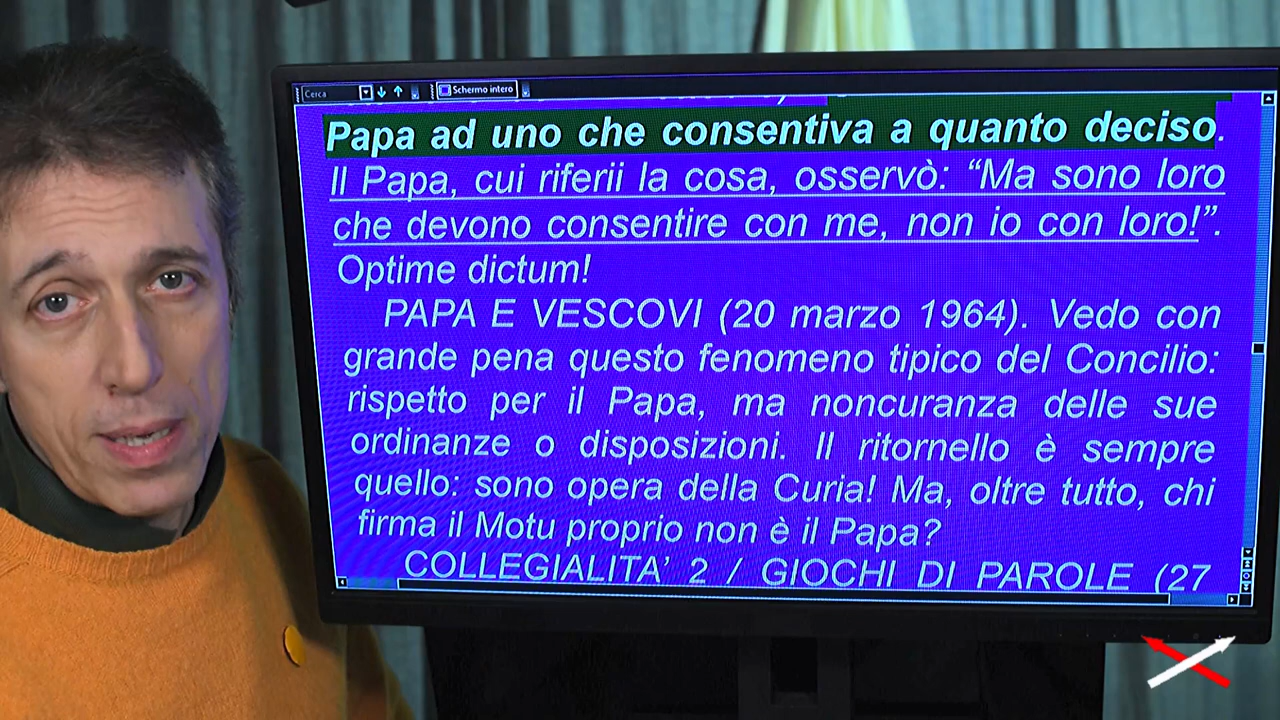 Cerca
Schermo intero
Papa ad uno che consentiva a quanto deciso.
Il Papa, cui riferii la cosa, osservò: “Ma sono loro
che devono consentire con me, non io con loro!”.
Optime dictum!
PAPA E VESCOVI (20 marzo 1964). Vedo con
grande pena questo fenomeno tipico del Concilio:
rispetto per il Papa, ma noncuranza delle sue
ordinanze o disposizioni. Il ritornello è sempre
quello: sono opera della Curia! Ma, oltre tutto, chi
firma il Motu proprio non è il Papa?
COLLEGIALITA’ 2 / GIOCHI DI PAROLE (27